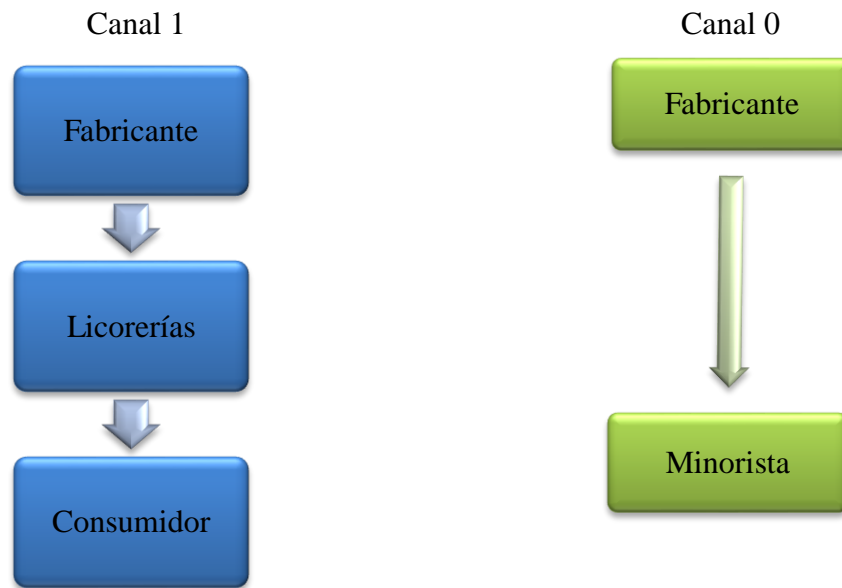 Canal 1
Fabricante
Licorerías
Consumidor
Canal 0
Fabricante
Minorista